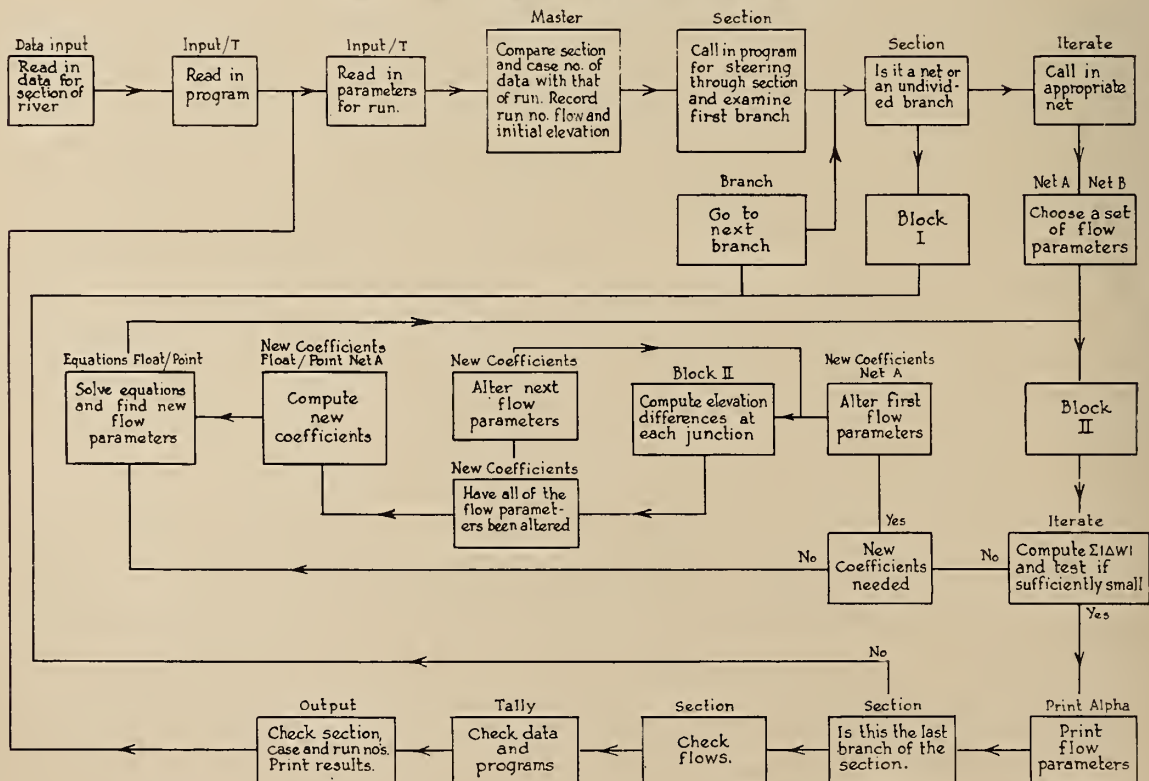 Data input
Read in
data for
section of
river
Input/T
Read in
program
Input/T
Read in
parameters
for run.
Master
Compare section
and case no. of
data with that
of run. Record
run no. flow and
initial elevation
Section
Call in program
for steering
through section
and examine
first branch
Section
Is it a net or
an undivid-
ed branch
Iterate
Call in
appropriate
net
Branch
Go to
next
branch
Block
I
Net A Net B
Choose a set
of flow
parameters
Equations Float/Point
Solve equations
and find new
flow
parameters
New Coefficients
Float/Point Net A
Compute
new
coefficients
New Coefficients
Alter next
flow
parameters
Block II
Compute elevation
differences at
each junction
New Coefficients
Net A
Alter first
flow
parameters
Block
II
New Coefficients
Have all of the
flow paramet-
ers been altered
Yes
No
New
Coefficients
needed
No
Iterate
Compute Σ|ΔW|
and test if
sufficiently small
Yes
No
Output
Check section,
case and run no's.
Print results.
Tally
Check data
and
programs
Section
Check
flows.
Section
Is this the last
branch of the
section.
Print Alpha
Print
flow
parameters